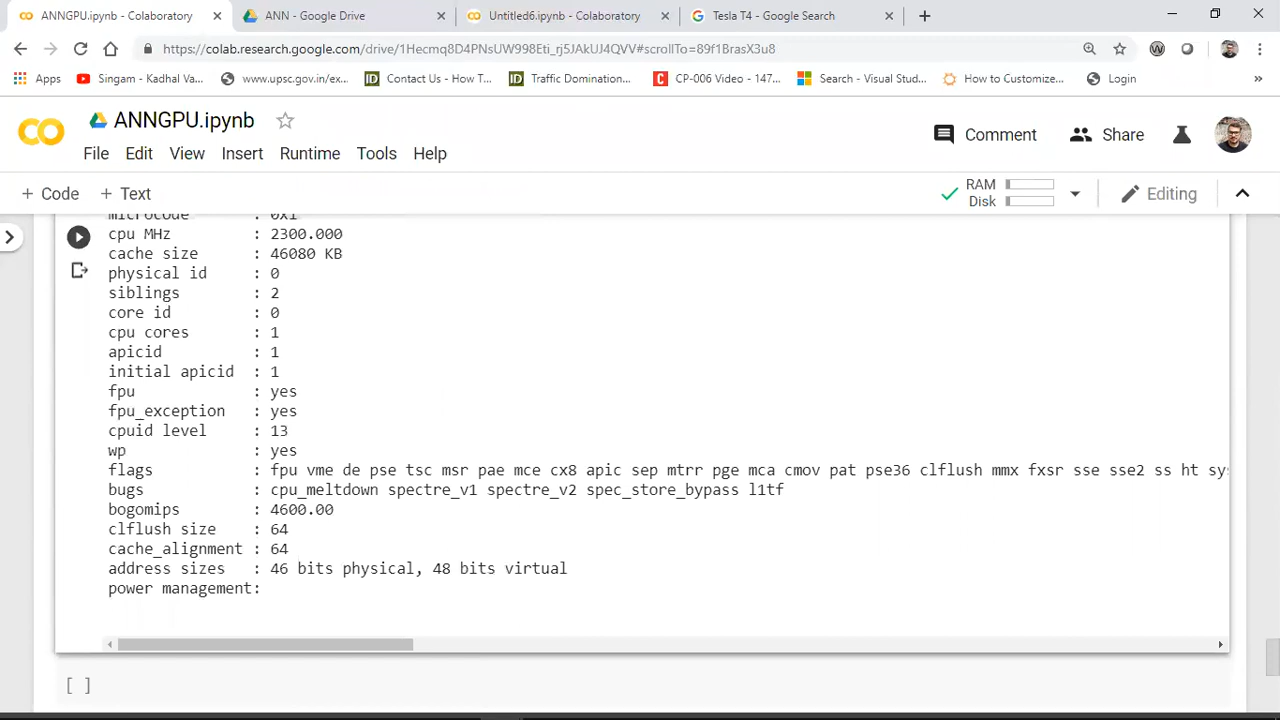 ANNGPU.ipynb - Colaboratory
ANN - Google Drive
Untitled6.ipynb - Colaboratory
Tesla T4 - Google Search
https://colab.research.google.com/drive/1Hecmq8D4PNsUW998Eti_rj5JAkUJ4QVV#scrollTo=89f1BrasX3u8
Apps
Singam - Kadhal Va...
www.upsc.gov.in/ex...
Contact Us - How T...
Traffic Domination...
CP-006 Video - 147...
Search - Visual Stud...
How to Customize...
Login
ANNGPU.ipynb
Comment
Share
File Edit View Insert Runtime Tools Help
+ Code + Text
RAM
Disk
Editing
microcode : 0x1
cpu MHz : 2300.000
cache size : 46080 KB
physical id : 0
siblings : 2
core id : 0
cpu cores : 1
apicid : 1
initial apicid : 1
fpu : yes
fpu_exception : yes
cpuid level : 13
wp : yes
flags : fpu vme de pse tsc msr pae mce cx8 apic sep mtrr pge mca cmov pat pse36 clflush mmx fxsr sse sse2 ss ht sy
bugs : cpu_meltdown spectre_v1 spectre_v2 spec_store_bypass l1tf
bogomips : 4600.00
clflush size : 64
cache_alignment : 64
address sizes : 46 bits physical, 48 bits virtual
power management:
[ ]